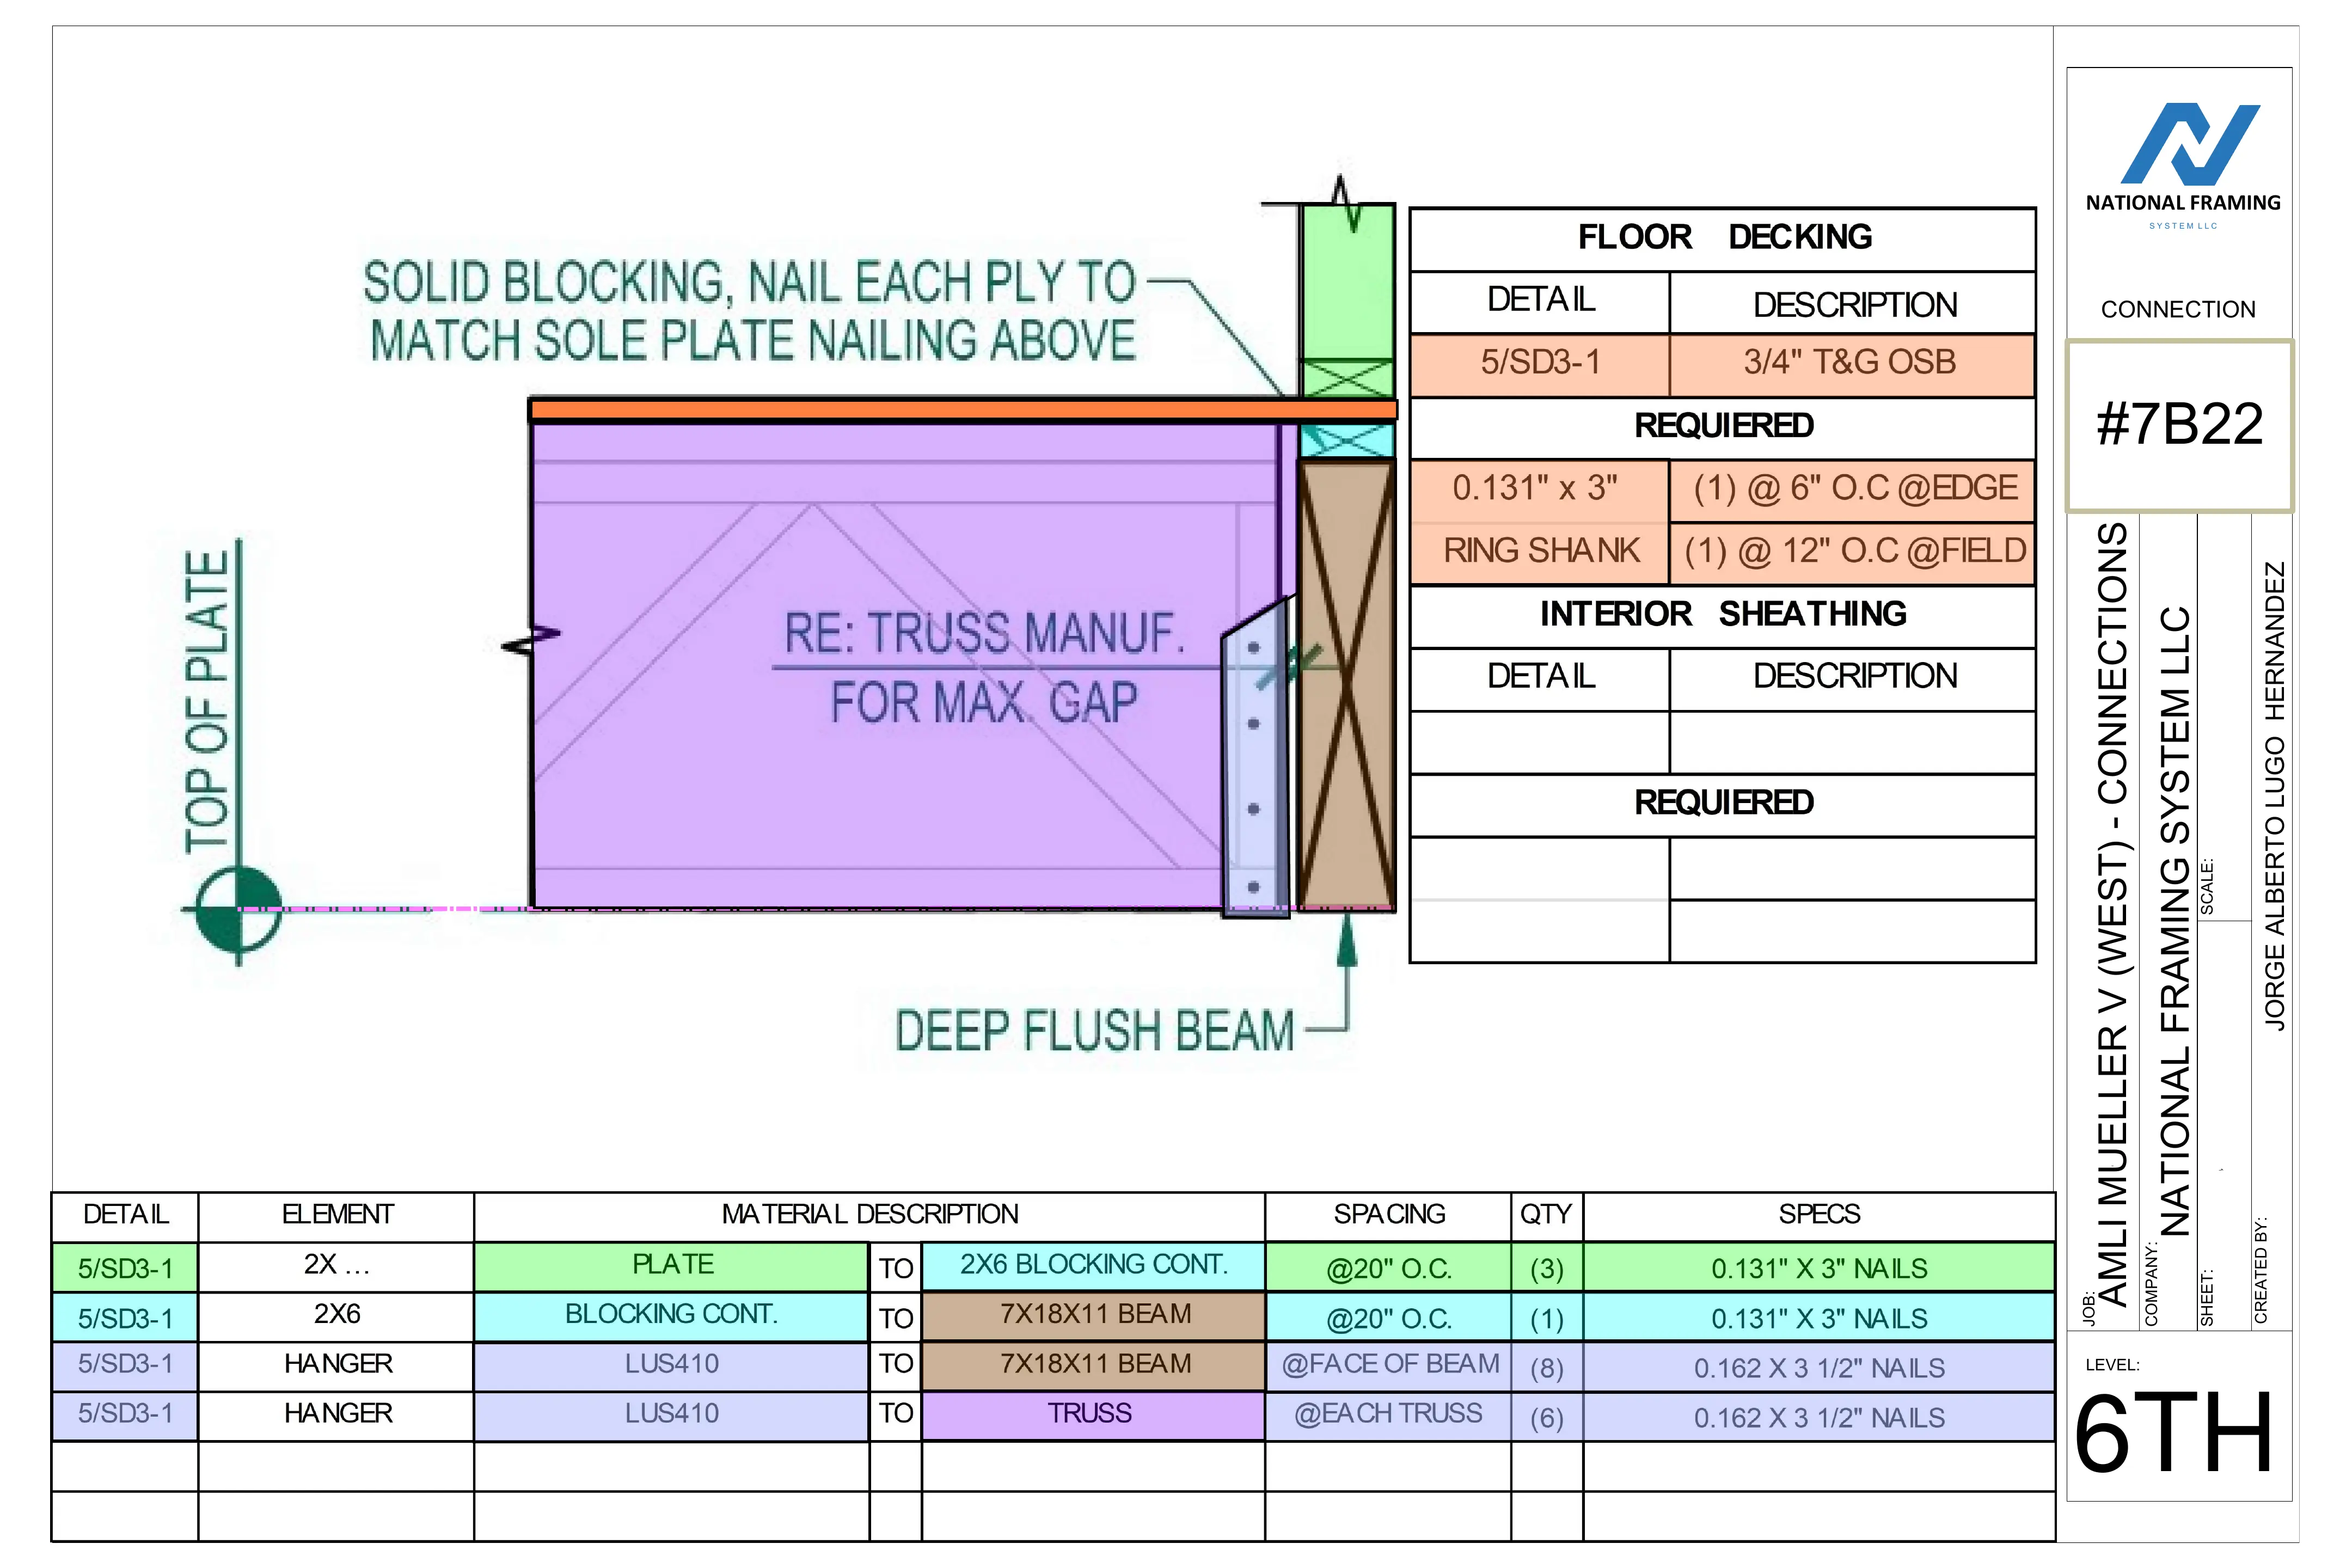 SOLID BLOCKING, NAIL EACH PLY TO
MATCH SOLE PLATE NAILING ABOVE
TOP OF PLATE
RE: TRUSS MANUF.
FOR MAX. GAP
DEEP FLUSH BEAM
FLOOR DECKING
DETAIL DESCRIPTION
5/SD3-1 3/4" T&G OSB
REQUIERED
0.131" x 3" (1) @ 6" O.C @EDGE
RING SHANK (1) @ 12" O.C @FIELD
INTERIOR SHEATHING
DETAIL DESCRIPTION
REQUIERED
DETAIL ELEMENT MATERIAL DESCRIPTION SPACING QTY SPECS
5/SD3-1 2X ... PLATE TO 2X6 BLOCKING CONT. @20" O.C. (3) 0.131" X 3" NAILS
5/SD3-1 2X6 BLOCKING CONT. TO 7X18X11 BEAM @20" O.C. (1) 0.131" X 3" NAILS
5/SD3-1 HANGER LUS410 TO 7X18X11 BEAM @FACE OF BEAM (8) 0.162 X 3 1/2" NAILS
5/SD3-1 HANGER LUS410 TO TRUSS @EACH TRUSS (6) 0.162 X 3 1/2" NAILS
NATIONAL FRAMING
SYSTEM LLC
CONNECTION
#7B22
JOB:
AMLI MUELLER V (WEST) - CONNECTIONS
COMPANY:
NATIONAL FRAMING SYSTEM LLC
SHEET:
SCALE:
CREATED BY:
JORGE ALBERTO LUGO HERNANDEZ
LEVEL:
6TH